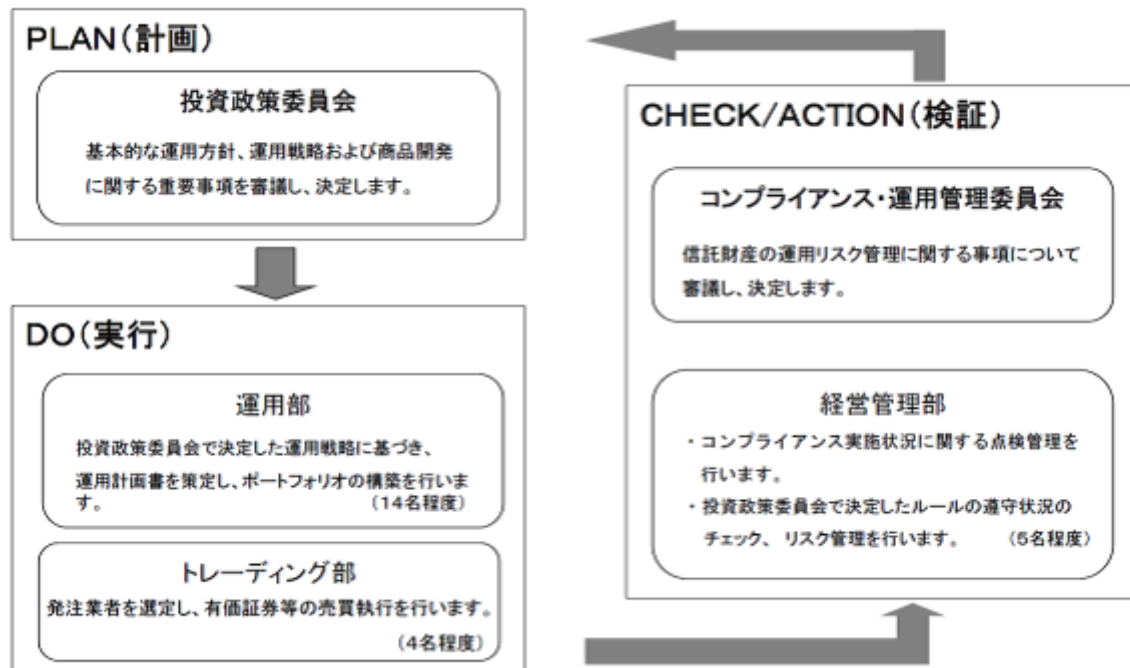 PLAN(計画)
投資政策委員会
基本的な運用方針、運用戦略および商品開発
に関する重要事項を審議し、決定します。
DO(実行)
運用部
投資政策委員会で決定した運用戦略に基づき、
運用計画書を策定し、ポートフォリオの構築を行いま
す。 (14名程度)
トレーディング部
発注業者を選定し、有価証券等の売買執行を行います。
(4名程度)
CHECK/ACTION(検証)
コンプライアンス・運用管理委員会
信託財産の運用リスク管理に関する事項について
審議し、決定します。
経営管理部
・コンプライアンス実施状況に関する点検管理を
行います。
・投資政策委員会で決定したルールの遵守状況の
チェック、 リスク管理を行います。 (5名程度)